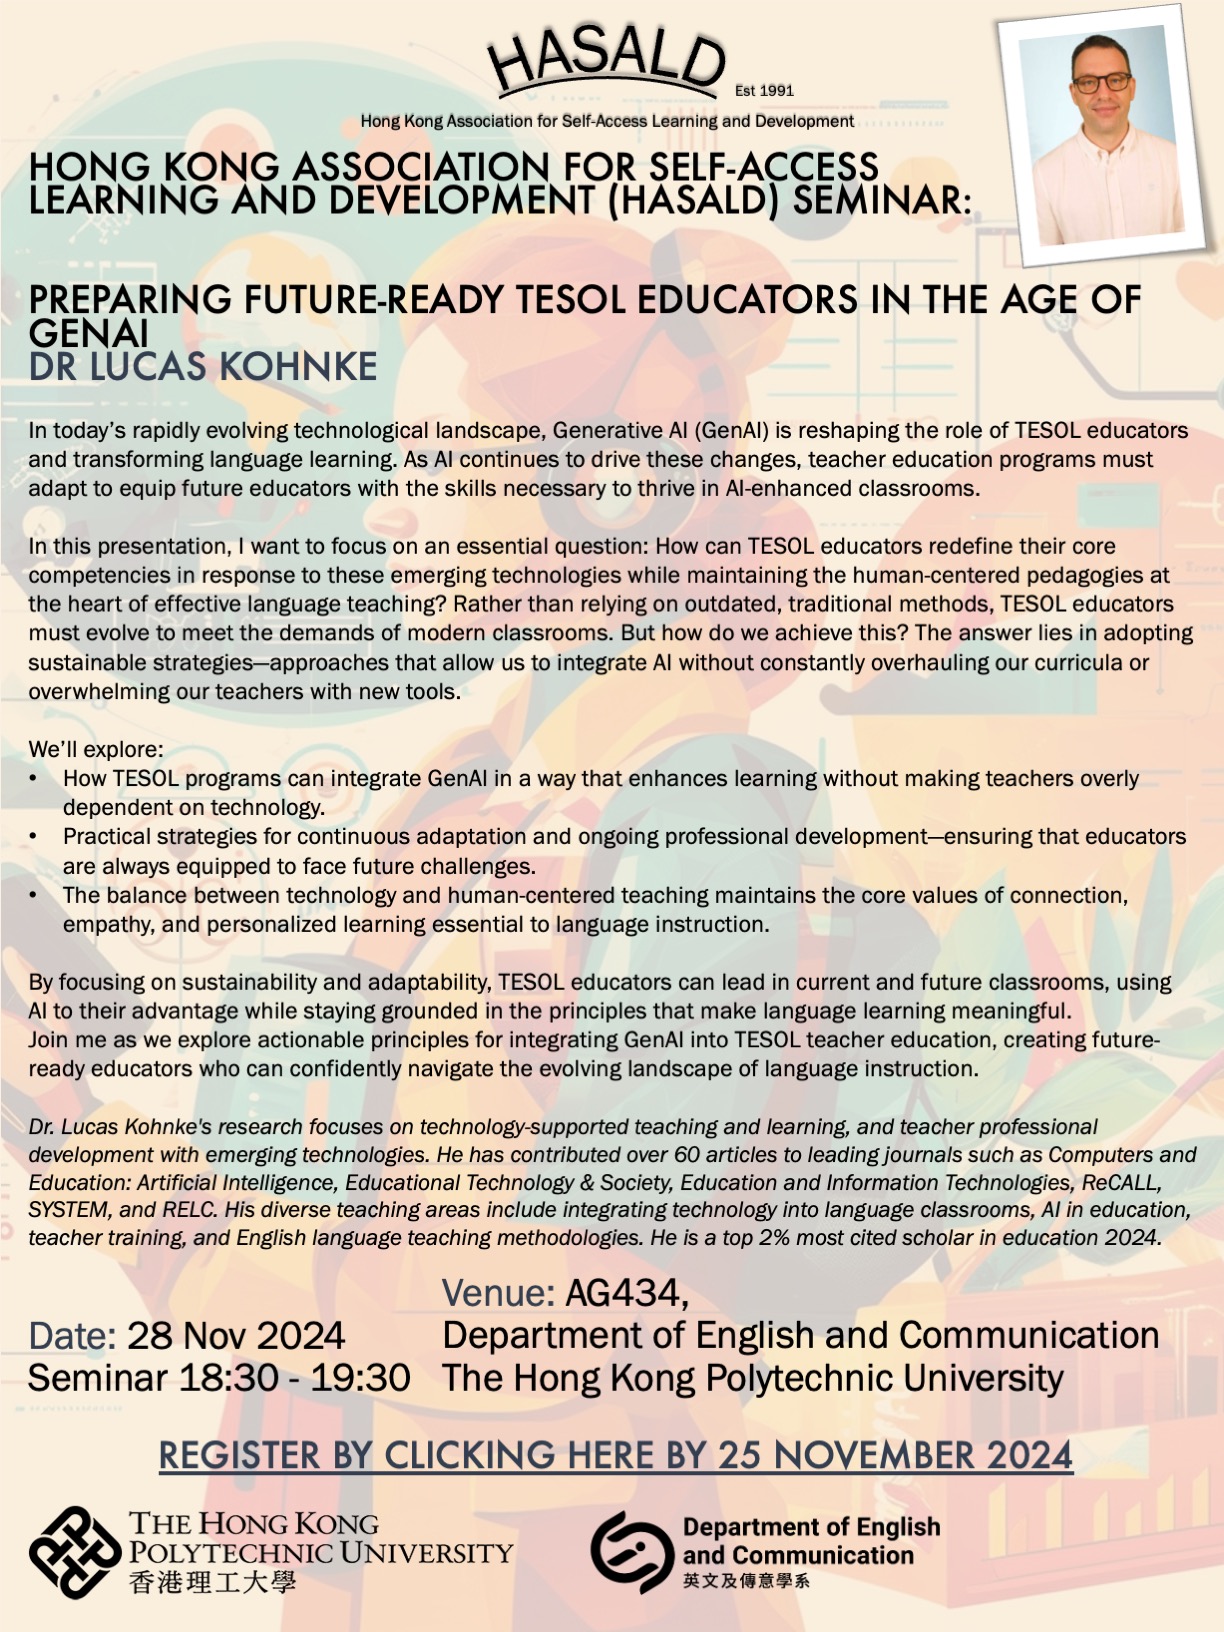 HASALD
Est 1991
Hong Kong Association for Self-Access Learning and Development
HONG KONG ASSOCIATION FOR SELF-ACCESS
LEARNING AND DEVELOPMENT (HASALD) SEMINAR:
PREPARING FUTURE-READY TESOL EDUCATORS IN THE AGE OF
GENAI
DR LUCAS KOHNKE
In today’s rapidly evolving technological landscape, Generative AI (GenAI) is reshaping the role of TESOL educators
and transforming language learning. As AI continues to drive these changes, teacher education programs must
adapt to equip future educators with the skills necessary to thrive in AI-enhanced classrooms.
In this presentation, I want to focus on an essential question: How can TESOL educators redefine their core
competencies in response to these emerging technologies while maintaining the human-centered pedagogies at
the heart of effective language teaching? Rather than relying on outdated, traditional methods, TESOL educators
must evolve to meet the demands of modern classrooms. But how do we achieve this? The answer lies in adopting
sustainable strategies—approaches that allow us to integrate AI without constantly overhauling our curricula or
overwhelming our teachers with new tools.
We’ll explore:
• How TESOL programs can integrate GenAI in a way that enhances learning without making teachers overly
dependent on technology.
• Practical strategies for continuous adaptation and ongoing professional development—ensuring that educators
are always equipped to face future challenges.
• The balance between technology and human-centered teaching maintains the core values of connection,
empathy, and personalized learning essential to language instruction.
By focusing on sustainability and adaptability, TESOL educators can lead in current and future classrooms, using
AI to their advantage while staying grounded in the principles that make language learning meaningful.
Join me as we explore actionable principles for integrating GenAI into TESOL teacher education, creating future-
ready educators who can confidently navigate the evolving landscape of language instruction.
Dr. Lucas Kohnke's research focuses on technology-supported teaching and learning, and teacher professional
development with emerging technologies. He has contributed over 60 articles to leading journals such as Computers and
Education: Artificial Intelligence, Educational Technology & Society, Education and Information Technologies, ReCALL,
SYSTEM, and RELC. His diverse teaching areas include integrating technology into language classrooms, AI in education,
teacher training, and English language teaching methodologies. He is a top 2% most cited scholar in education 2024.
Date: 28 Nov 2024
Seminar 18:30 - 19:30
Venue: AG434,
Department of English and Communication
The Hong Kong Polytechnic University
REGISTER BY CLICKING HERE BY 25 NOVEMBER 2024
THE HONG KONG
POLYTECHNIC UNIVERSITY
香港理工大學
Department of English
and Communication
英文及傳意學系